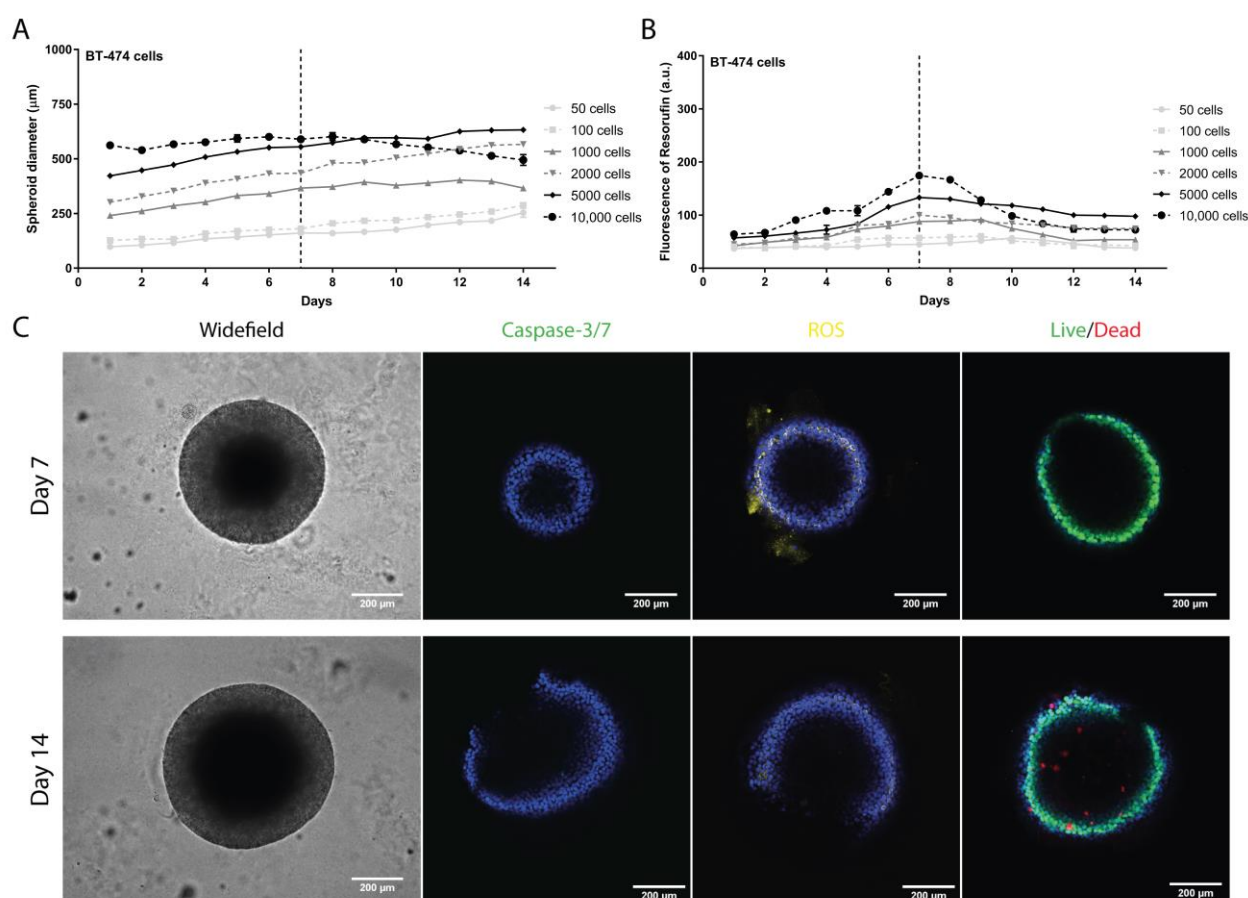 A
BT-474 cells
Spheroid diameter (µm)
1000
750
500
250
0
0
2
4
6
8
10
12
14
Days
50 cells
100 cells
1000 cells
2000 cells
5000 cells
10,000 cells
B
BT-474 cells
Fluorescence of Resorufin (a.u.)
400
300
200
100
0
0
2
4
6
8
10
12
14
Days
50 cells
100 cells
1000 cells
2000 cells
5000 cells
10,000 cells
C
Widefield
Caspase-3/7
ROS
Live/Dead
Day 7
200 µm
200 µm
200 µm
200 µm
Day 14
200 µm
200 µm
200 µm
200 µm